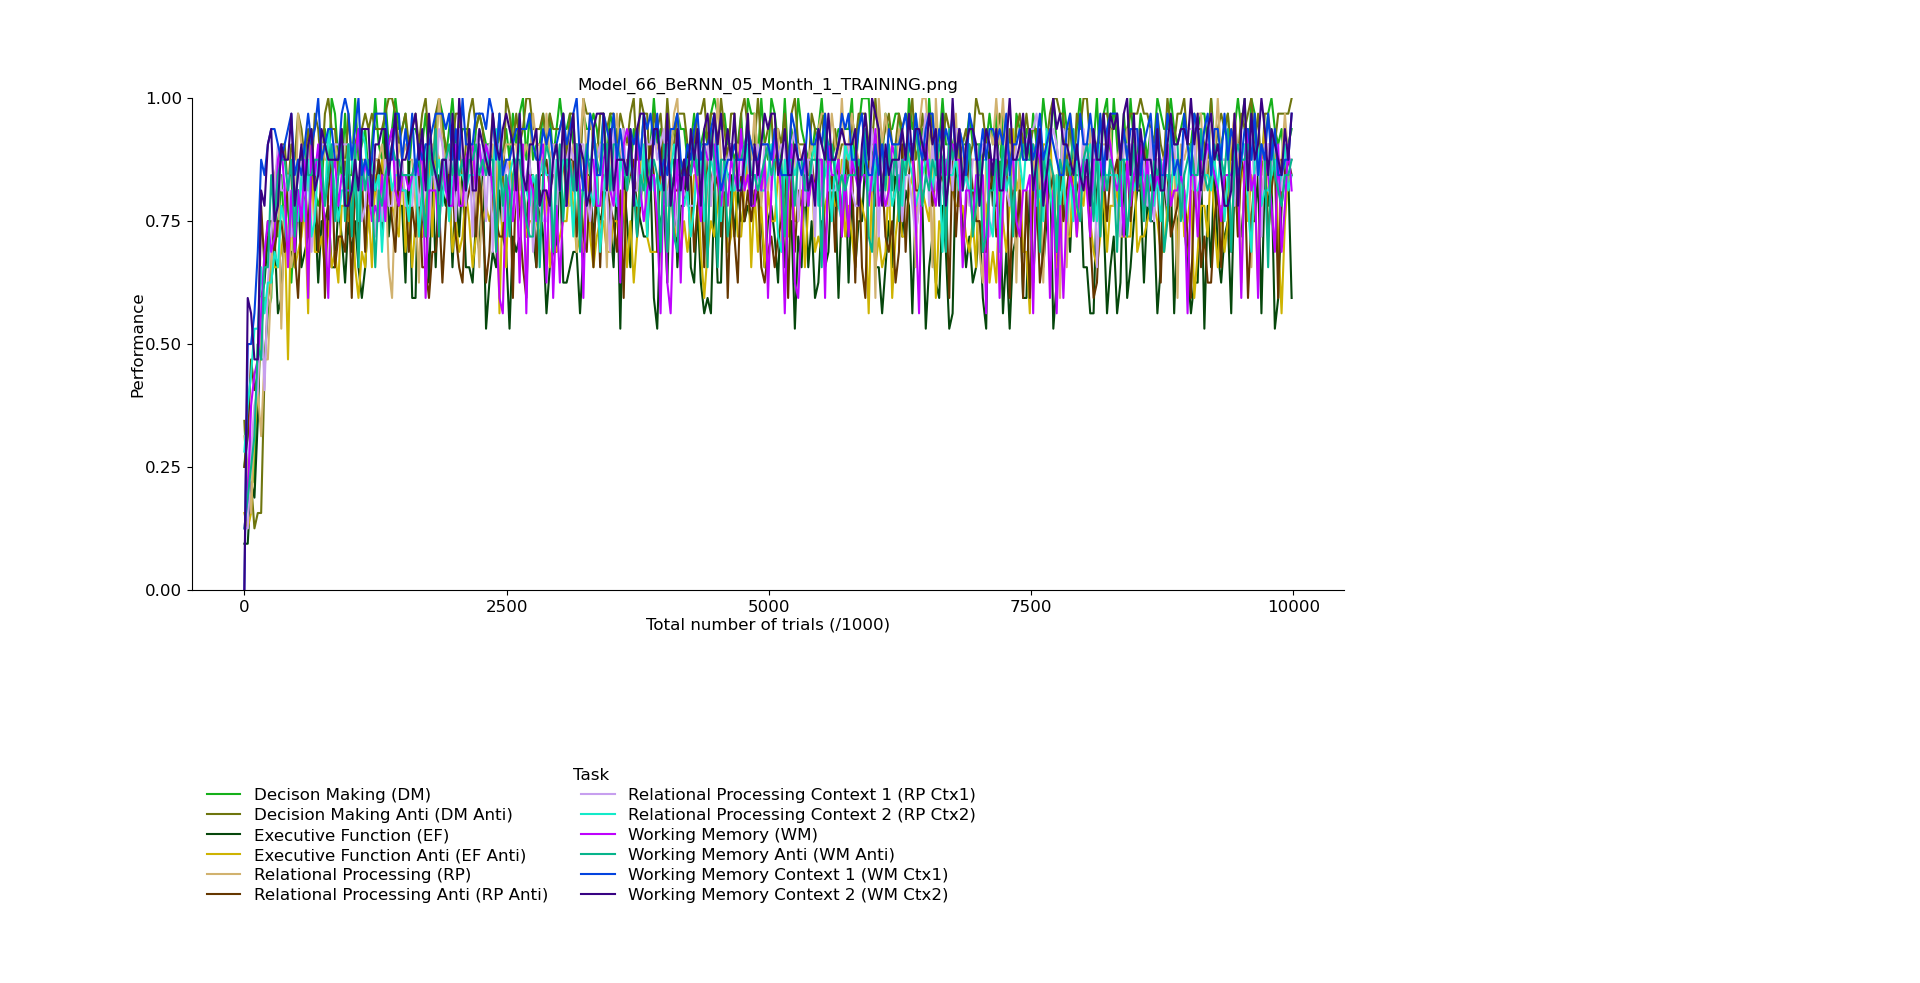 Model_66_BeRNN_05_Month_1_TRAINING.png
1.00
0.75
0.50
0.25
0.00
Performance
0 2500 5000 7500 10000
Total number of trials (/1000)
Task
Decison Making (DM)
Decision Making Anti (DM Anti)
Executive Function (EF)
Executive Function Anti (EF Anti)
Relational Processing (RP)
Relational Processing Anti (RP Anti)
Relational Processing Context 1 (RP Ctx1)
Relational Processing Context 2 (RP Ctx2)
Working Memory (WM)
Working Memory Anti (WM Anti)
Working Memory Context 1 (WM Ctx1)
Working Memory Context 2 (WM Ctx2)